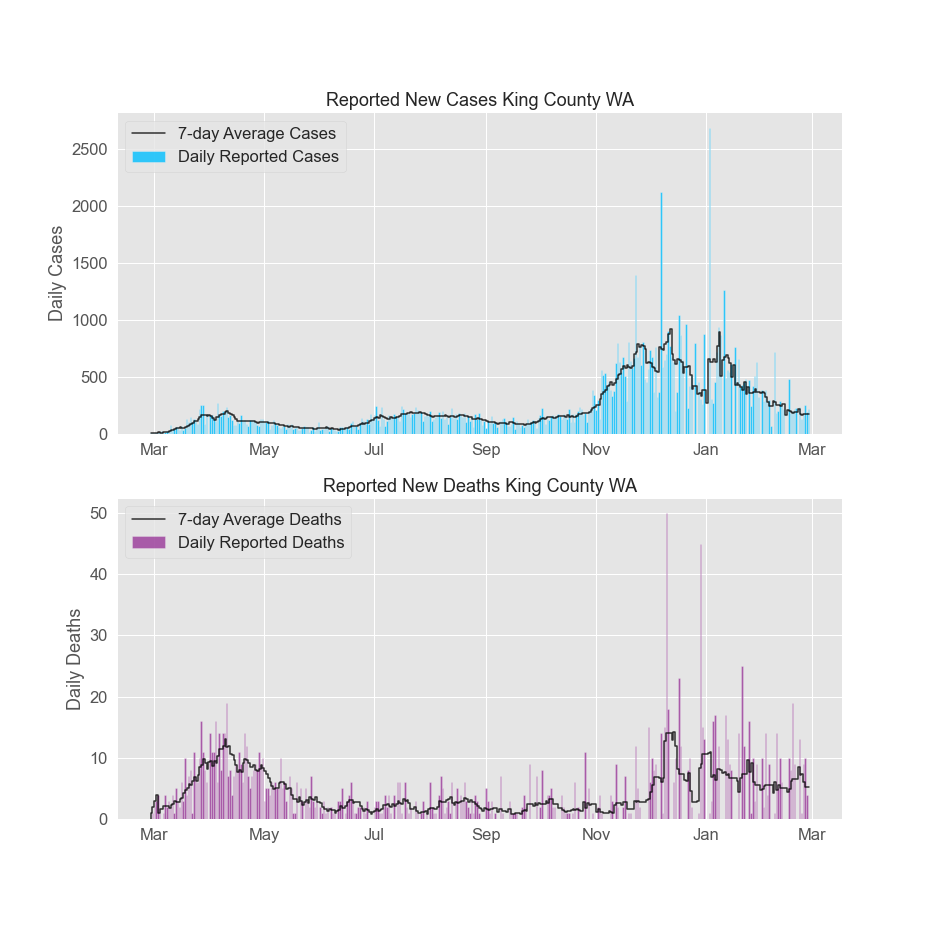 Reported New Cases King County WA
7-day Average Cases
Daily Reported Cases
Daily Cases
2500
2000
1500
1000
500
0
Mar May Jul Sep Nov Jan Mar
Reported New Deaths King County WA
7-day Average Deaths
Daily Reported Deaths
Daily Deaths
50
40
30
20
10
0
Mar May Jul Sep Nov Jan Mar